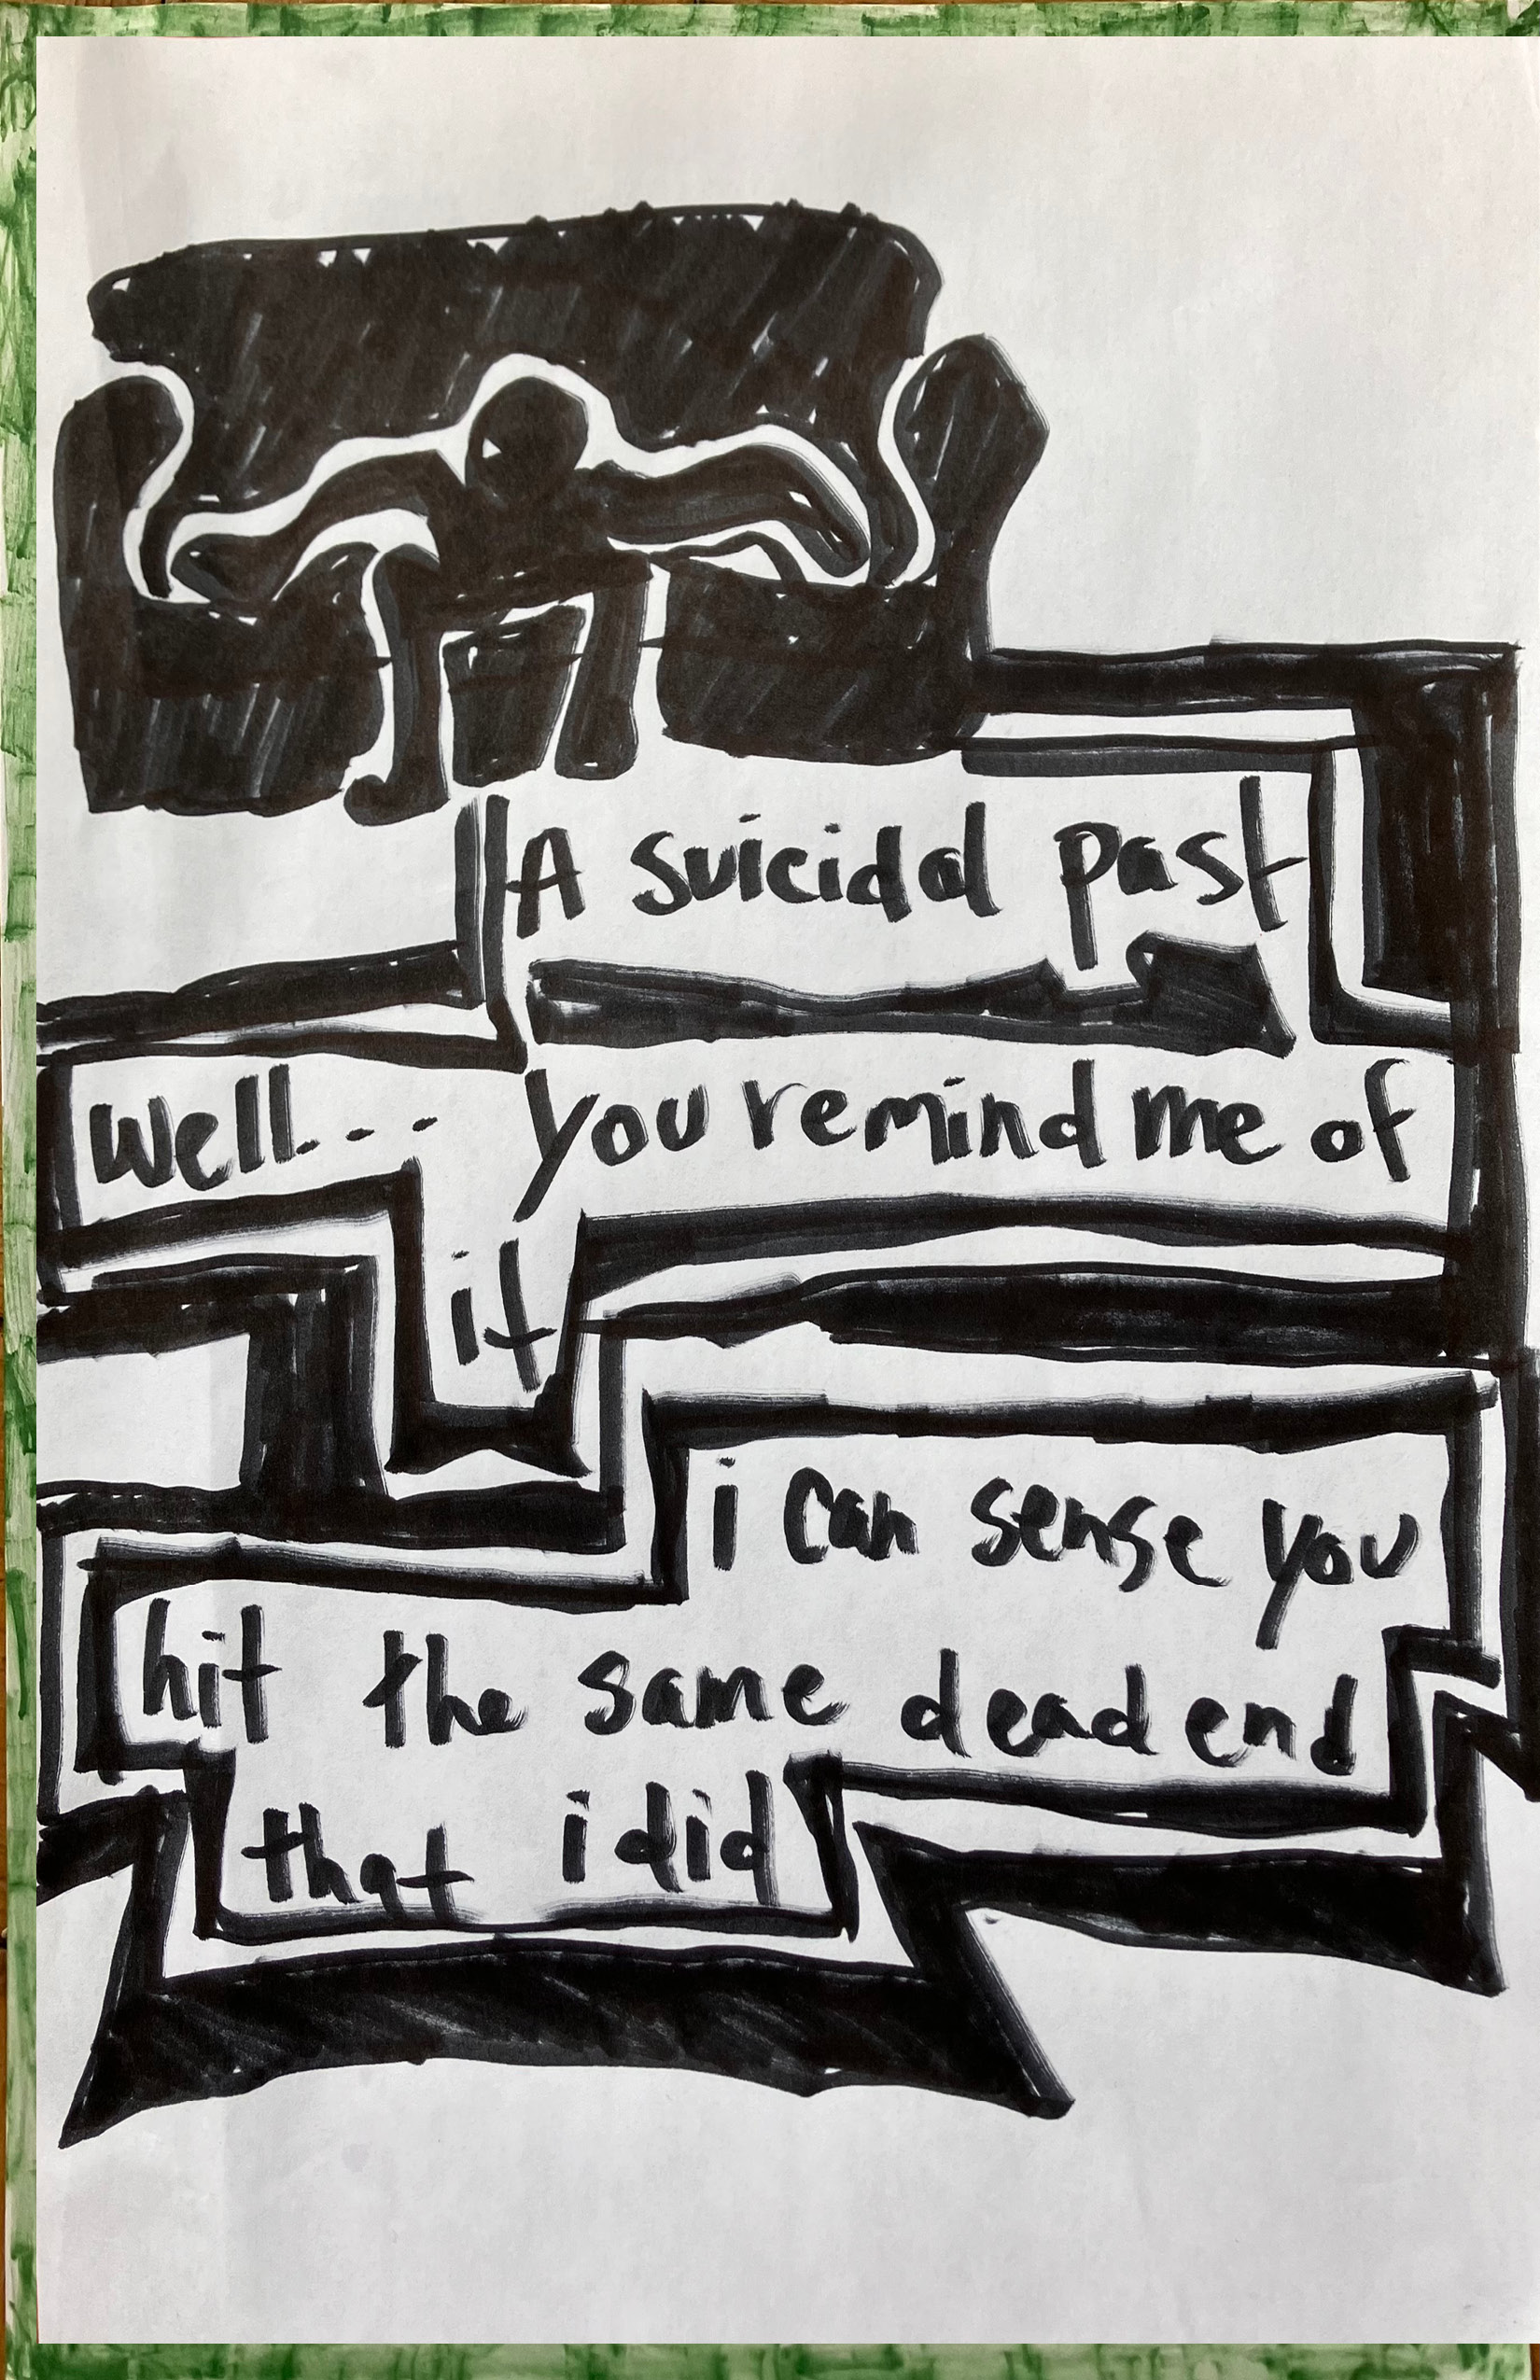 A suicidal past
well... you remind me of
it
i can sense you
hit the same dead end
that i did